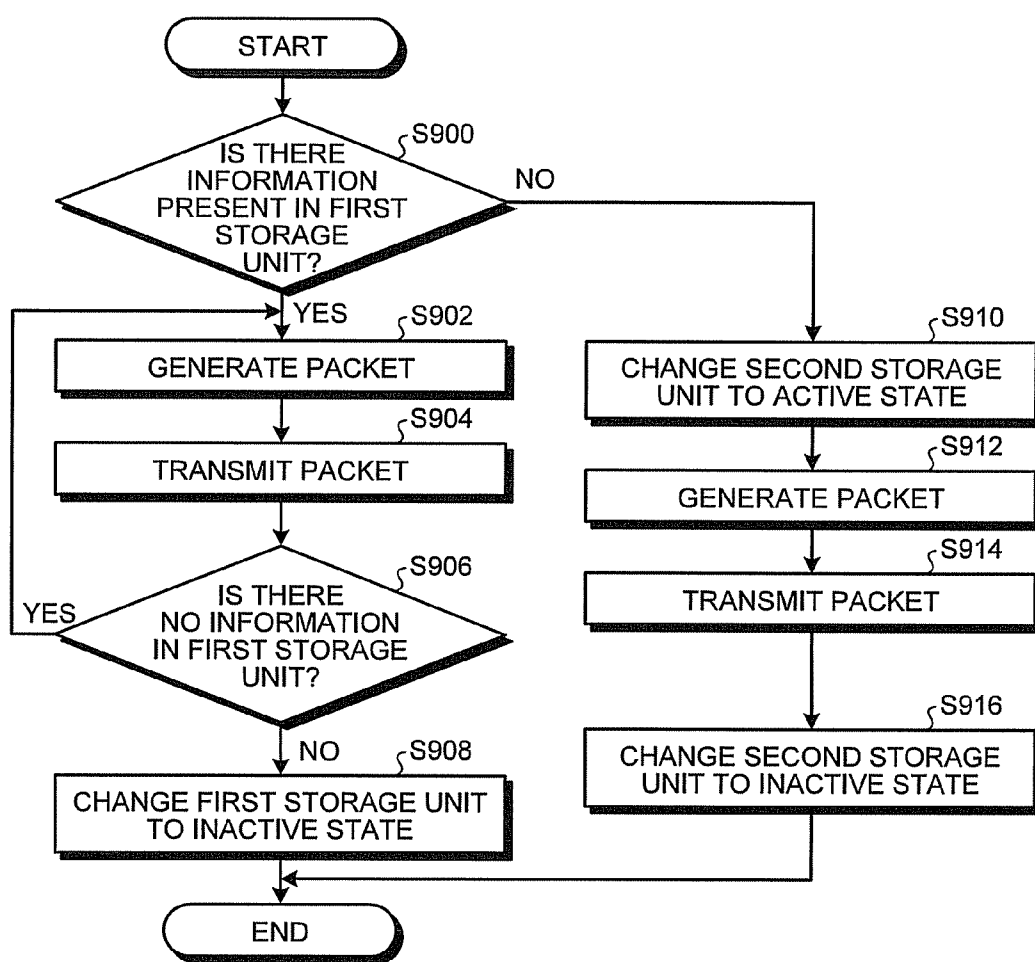 START
S900
IS THERE
INFORMATION
PRESENT IN FIRST
STORAGE
UNIT?
NO
YES
S902
GENERATE PACKET
S904
TRANSMIT PACKET
S906
IS THERE
NO INFORMATION
IN FIRST STORAGE
UNIT?
YES
NO
S908
CHANGE FIRST STORAGE UNIT
TO INACTIVE STATE
S910
CHANGE SECOND STORAGE
UNIT TO ACTIVE STATE
S912
GENERATE PACKET
S914
TRANSMIT PACKET
S916
CHANGE SECOND STORAGE
UNIT TO INACTIVE STATE
END